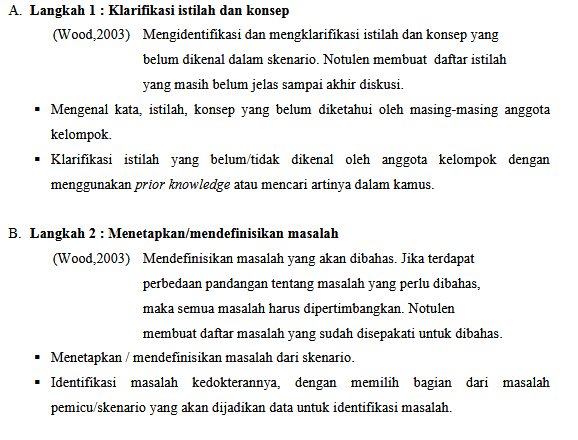 A. Langkah 1 : Klarifikasi istilah dan konsep
(Wood,2003) Mengidentifikasi dan mengklarifikasi istilah dan konsep yang
belum dikenal dalam skenario. Notulen membuat daftar istilah
yang masih belum jelas sampai akhir diskusi.
▪ Mengenal kata, istilah, konsep yang belum diketahui oleh masing-masing anggota
kelompok.
▪ Klarifikasi istilah yang belum/tidak dikenal oleh anggota kelompok dengan
menggunakan prior knowledge atau mencari artinya dalam kamus.
B. Langkah 2 : Menetapkan/mendefinisikan masalah
(Wood,2003) Mendefinisikan masalah yang akan dibahas. Jika terdapat
perbedaan pandangan tentang masalah yang perlu dibahas,
maka semua masalah harus dipertimbangkan. Notulen
membuat daftar masalah yang sudah disepakati untuk dibahas.
▪ Menetapkan / mendefinisikan masalah dari skenario.
▪ Identifikasi masalah kedokterannya, dengan memilih bagian dari masalah
pemicu/skenario yang akan dijadikan data untuk identifikasi masalah.